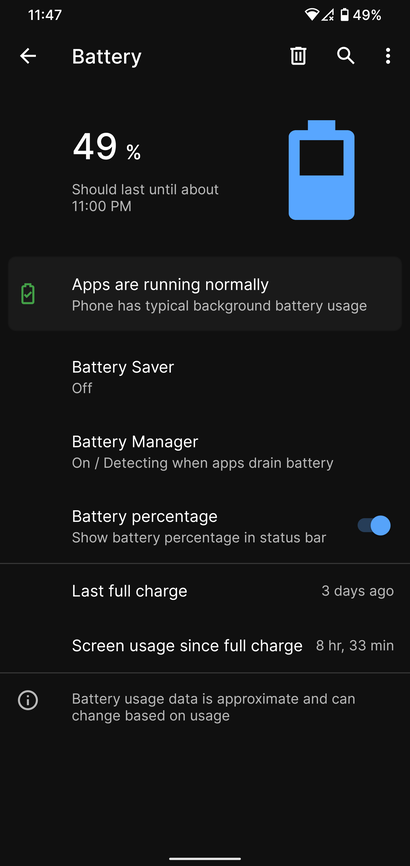 11:47
49%
Battery
49 %
Should last until about
11:00 PM
Apps are running normally
Phone has typical background battery usage
Battery Saver
Off
Battery Manager
On / Detecting when apps drain battery
Battery percentage
Show battery percentage in status bar
Last full charge
3 days ago
Screen usage since full charge
8 hr, 33 min
Battery usage data is approximate and can
change based on usage